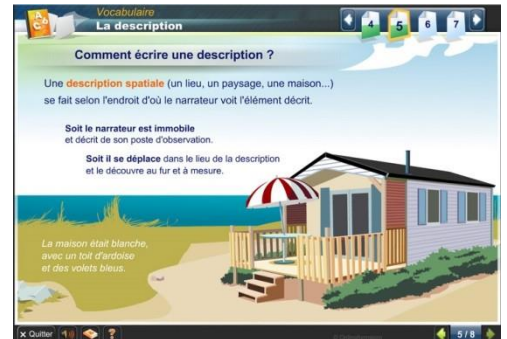 Vocabulaire
La description
4 5 6 7
Comment écrire une description ?
Une description spatiale (un lieu, un paysage, une maison...)
se fait selon l'endroit d'où le narrateur voit l'élément décrit.
Soit le narrateur est immobile
et décrit de son poste d'observation.
Soit il se déplace dans le lieu de la description
et le découvre au fur et à mesure.
La maison était blanche,
avec un toit d'ardoise
et des volets bleus.
x Quitter ? 5 / 8